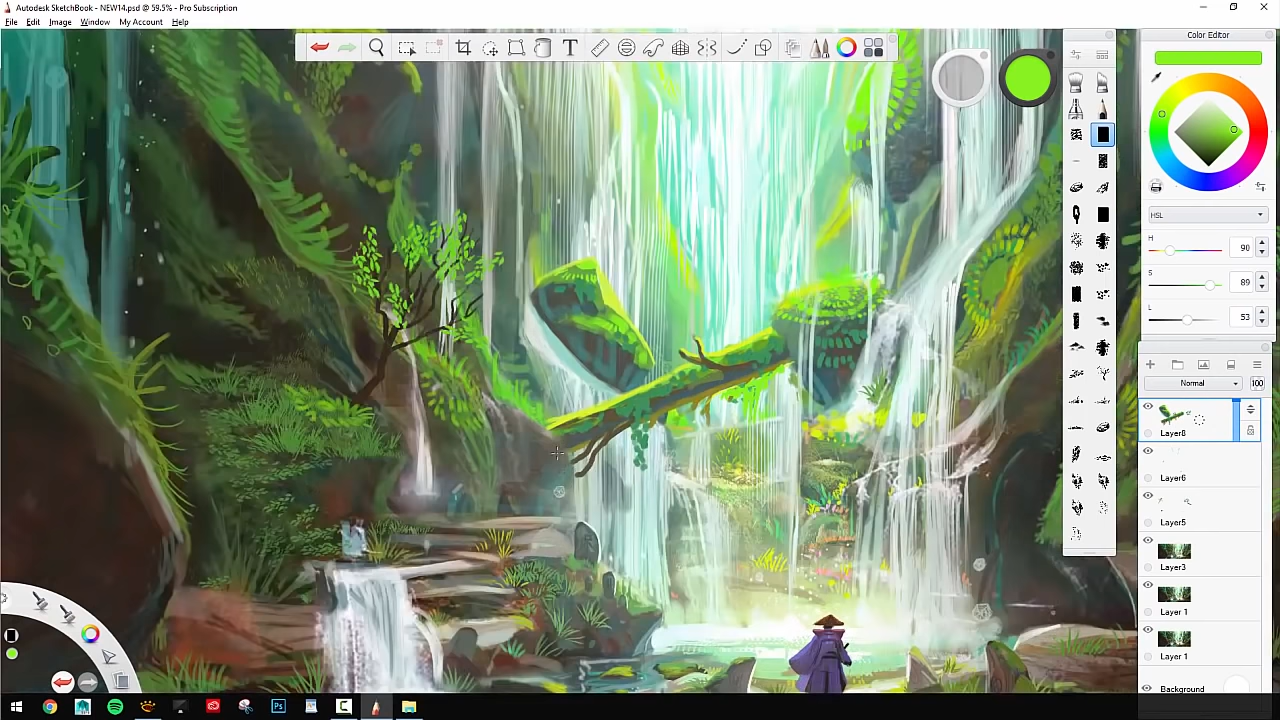 Autodesk SketchBook - NEW14.psd @ 59.5% - Pro Subscription
File Edit Image Window My Account Help
T
Color Editor
HSL
H 90
S 89
L 53
Normal 100
Layer8
Layer6
Layer5
Layer3
Layer 1
Layer 1
Background
Ps